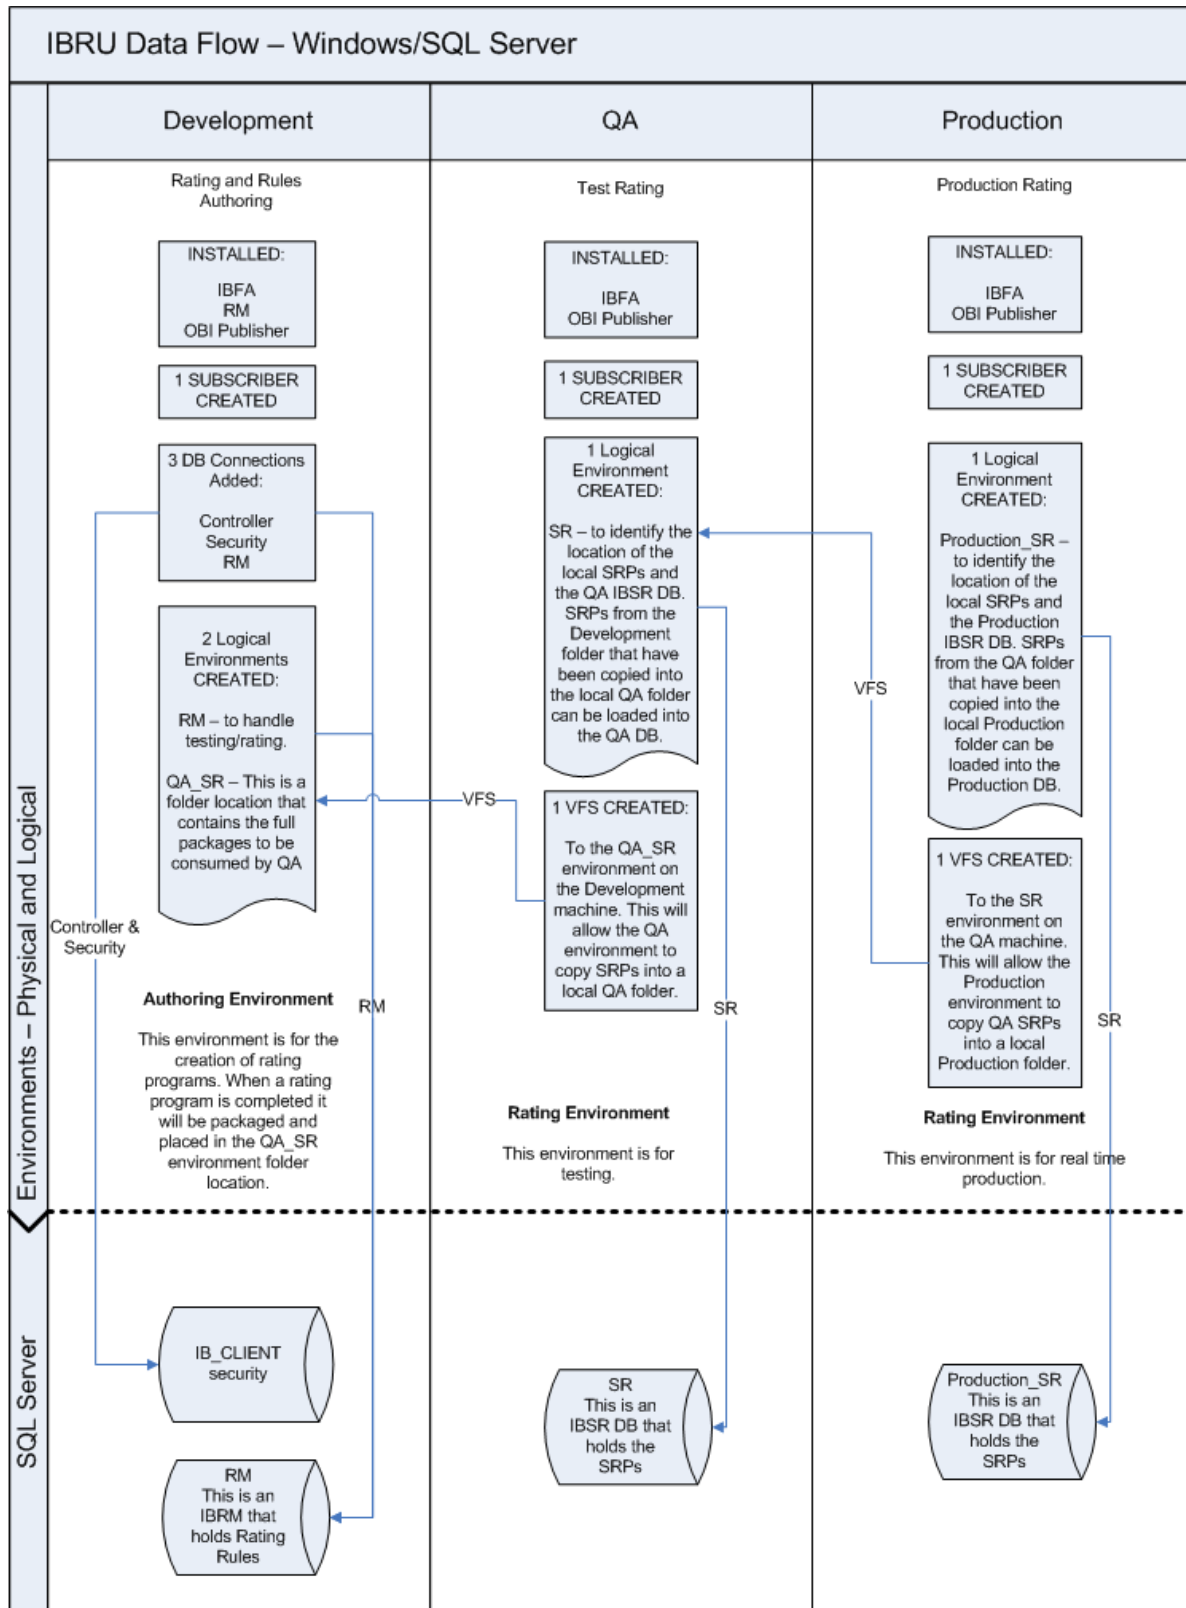 IBRU Data Flow – Windows/SQL Server
Development
QA
Production
Environments – Physical and Logical
SQL Server
Rating and Rules
Authoring
INSTALLED:
IBFA
RM
OBI Publisher
1 SUBSCRIBER
CREATED
3 DB Connections
Added:
Controller
Security
RM
2 Logical
Environments
CREATED:
RM – to handle
testing/rating.
QA_SR – This is a
folder location that
contains the full
packages to be
consumed by QA
Controller &
Security
RM
Authoring Environment
This environment is for the
creation of rating
programs. When a rating
program is completed it
will be packaged and
placed in the QA_SR
environment folder
location.
IB_CLIENT
security
RM
This is an
IBRM that
holds Rating
Rules
Test Rating
INSTALLED:
IBFA
OBI Publisher
1 SUBSCRIBER
CREATED
1 Logical
Environment
CREATED:
SR – to identify the
location of the
local SRPs and
the QA IBSR DB.
SRPs from the
Development
folder that have
been copied into
the local QA folder
can be loaded into
the QA DB.
VFS
1 VFS CREATED:
To the QA_SR
environment on
the Development
machine. This will
allow the QA
environment to
copy SRPs into a
local QA folder.
SR
Rating Environment
This environment is for
testing.
SR
This is an
IBSR DB that
holds the
SRPs
Production Rating
INSTALLED:
IBFA
OBI Publisher
1 SUBSCRIBER
CREATED
1 Logical
Environment
CREATED:
Production_SR –
to identify the
location of the
local SRPs and
the Production
IBSR DB. SRPs
from the QA folder
that have been
copied into the
local Production
folder can be
loaded into the
Production DB.
VFS
1 VFS CREATED:
To the SR
environment on
the QA machine.
This will allow the
Production
environment to
copy QA SRPs
into a local
Production folder.
SR
Rating Environment
This environment is for real time
production.
Production_SR
This is an
IBSR DB that
holds the
SRPs